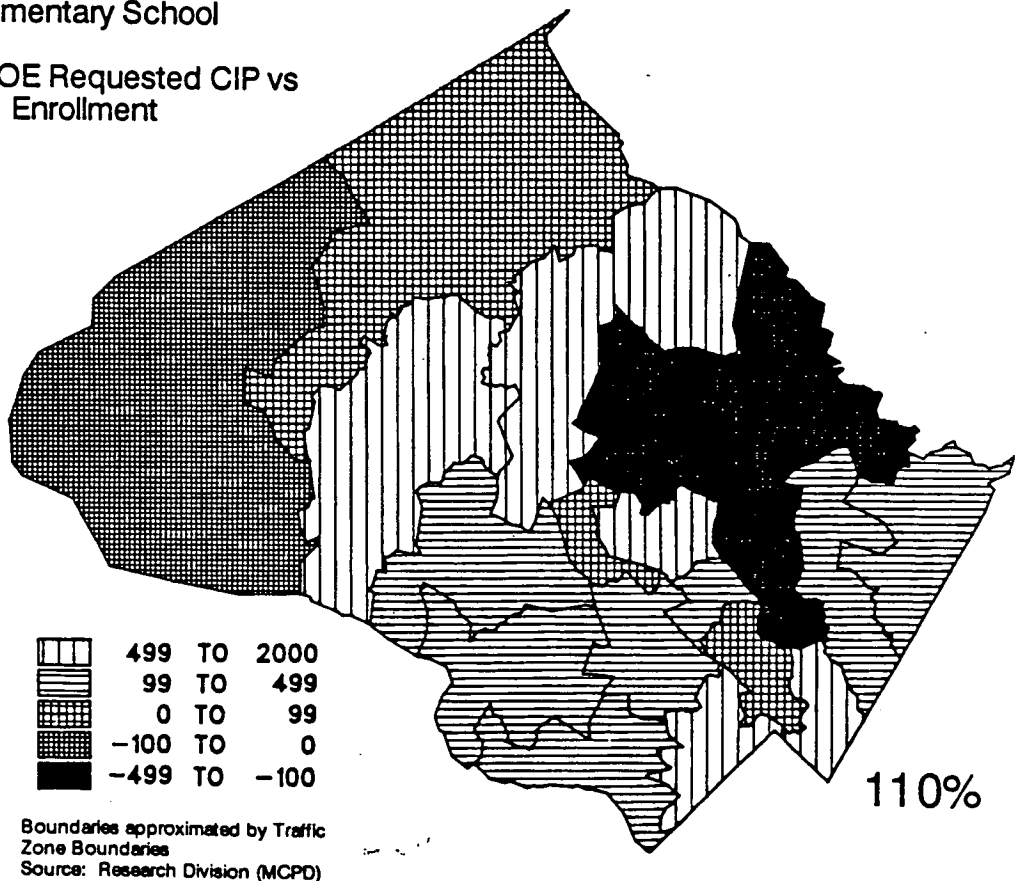 mentary School
OE Requested CIP vs
Enrollment
499 TO 2000
99 TO 499
0 TO 99
-100 TO 0
-499 TO -100
110%
Boundaries approximated by Traffic
Zone Boundaries
Source: Research Division (MCPD)